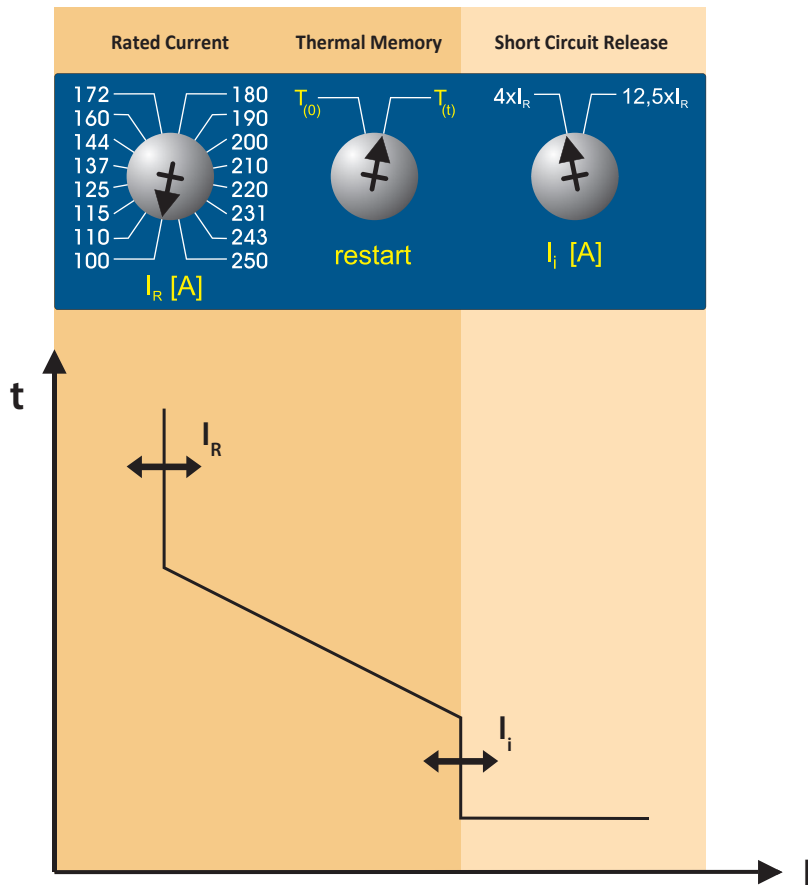 Rated Current Thermal Memory Short Circuit Release
172 180 T(0) T(t) 4xIR 12,5xIR
160 190
144 200
137 210
125 220
115 231
110 243
100 250
IR [A] restart Ii [A]
t
IR
Ii
I